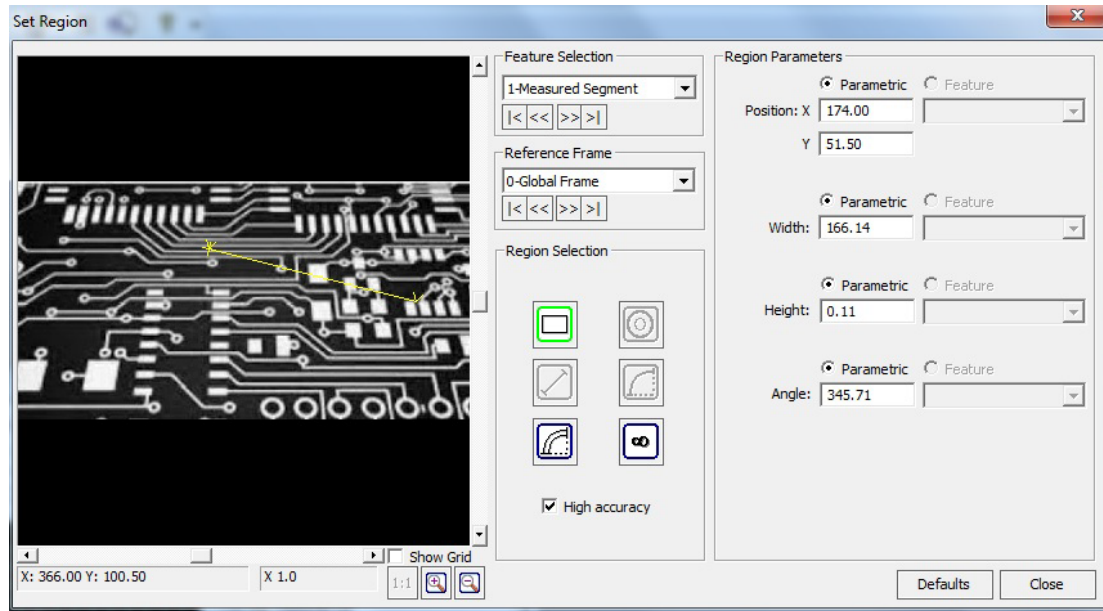 Set Region
Feature Selection
1-Measured Segment
|< << >> >|
Reference Frame
0-Global Frame
|< << >> >|
Region Selection
High accuracy
Region Parameters
Parametric Feature
Position: X 174.00
Y 51.50
Parametric Feature
Width: 166.14
Parametric Feature
Height: 0.11
Parametric Feature
Angle: 345.71
Show Grid
X: 366.00 Y: 100.50 X 1.0 1:1
Defaults Close